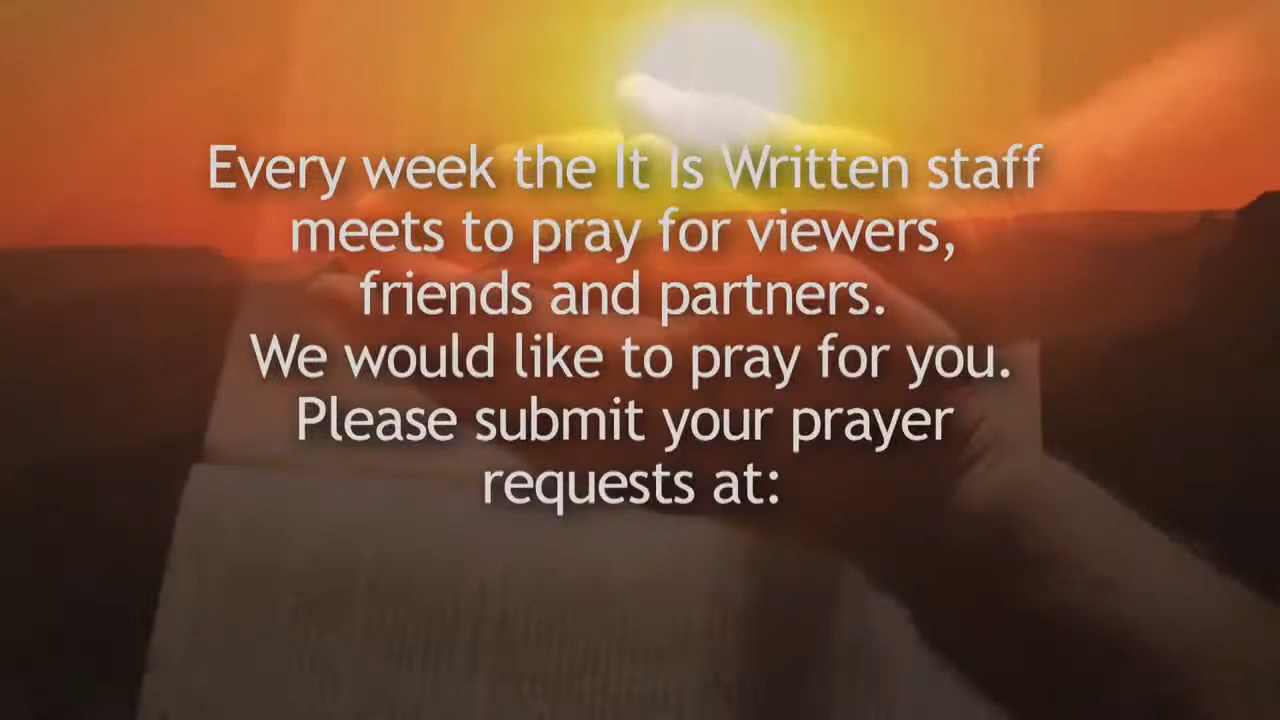 Every week the It Is Written staff
meets to pray for viewers,
friends and partners.
We would like to pray for you.
Please submit your prayer
requests at: